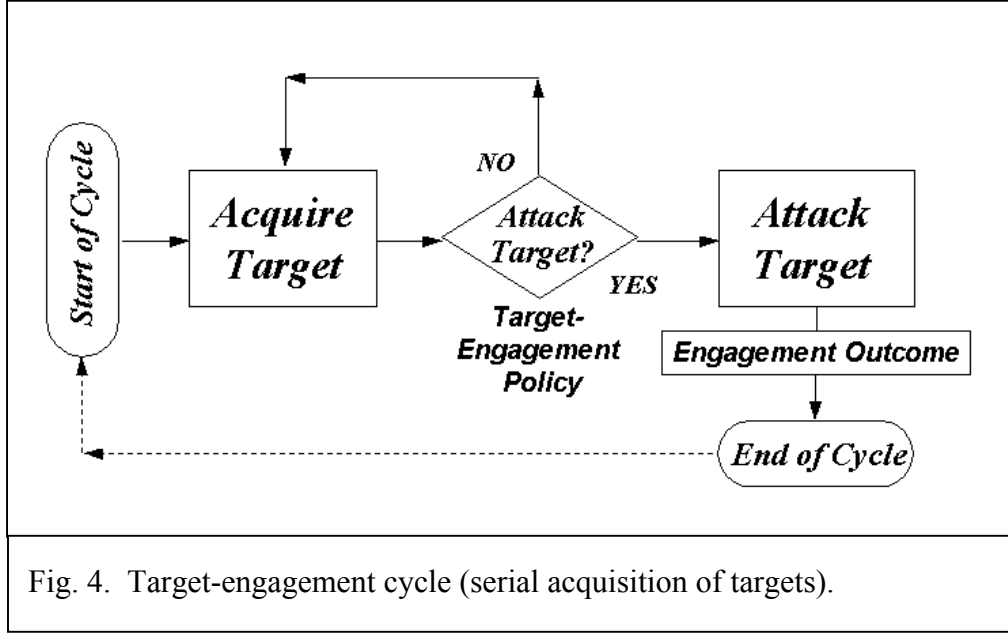 Start of Cycle
Acquire
Target
NO
Attack
Target?
YES
Target-
Engagement
Policy
Attack
Target
Engagement Outcome
End of Cycle
Fig. 4. Target-engagement cycle (serial acquisition of targets).